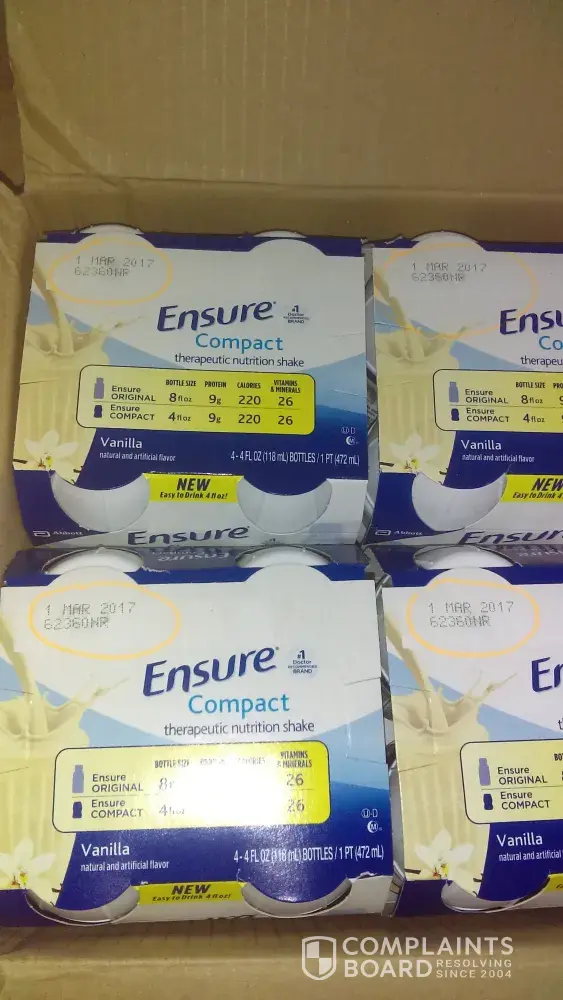 1 MAR 2017
62360NR
Ensure®
#1
Doctor
RECOMMENDED
BRAND
Compact
therapeutic nutrition shake
BOTTLE SIZE PROTEIN CALORIES VITAMINS & MINERALS
Ensure ORIGINAL 8 fl oz 9g 220 26
Ensure COMPACT 4 fl oz 9g 220 26
Vanilla
natural and artificial flavor
4 - 4 FL OZ (118 mL) BOTTLES / 1 PT (472 mL)
NEW
Easy to Drink 4 fl oz!
Abbott
Ensure
1 MAR 2017
62360NR
Ens
Co
therapeu
BOTTLE SIZE PRO
Ensure ORIGINAL 8 fl oz
Ensure COMPACT 4 fl oz
Vanilla
natural and artificial flavor
NEW
Easy to Drink 4 fl
Abbott
Ensure
1 MAR 2017
62360NR
Ensure®
#1
Doctor
RECOMMENDED
BRAND
Compact
therapeutic nutrition shake
BOTTLE SIZE VITAMINS & MINERALS
Ensure ORIGINAL 26
Ensure COMPACT 26
Vanilla
natural and artificial flavor
4 - 4 FL OZ (118 mL) BOTTLES / 1 PT (472 mL)
NEW
Easy to Drink 4 fl oz!
1 MAR 2017
62360NR
Ensure ORIGINAL
Ensure COMPACT
Vanilla
natural and artificial
COMPLAINTS
BOARD RESOLVING SINCE 2004